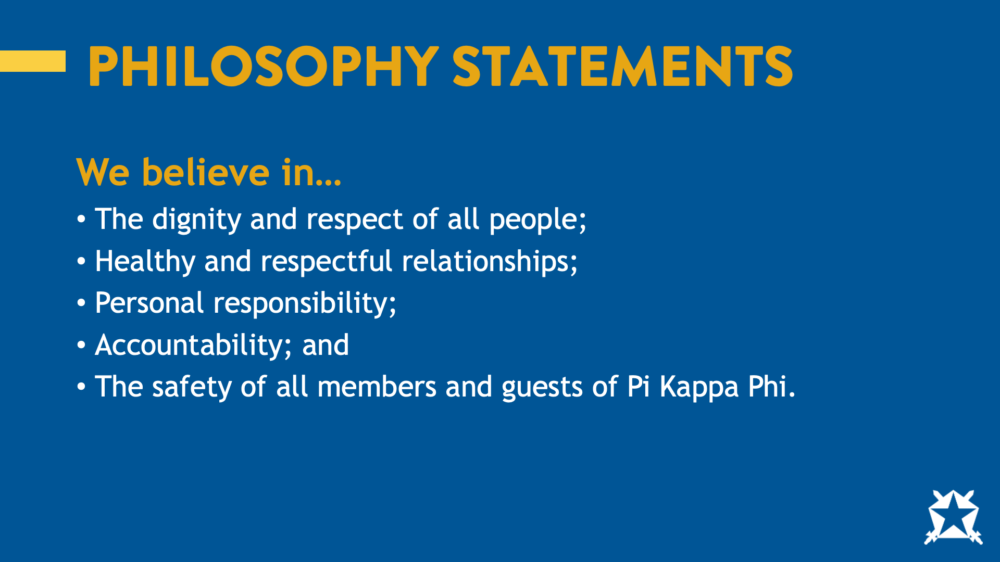 PHILOSOPHY STATEMENTS
We believe in…
• The dignity and respect of all people;
• Healthy and respectful relationships;
• Personal responsibility;
• Accountability; and
• The safety of all members and guests of Pi Kappa Phi.